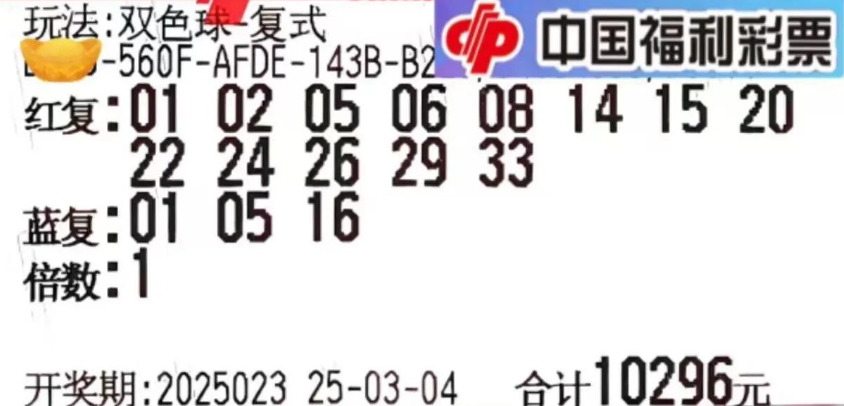 玩法:双色球-复式
中国福利彩票
-560F-AFDE-143B-B2
红复:01 02 05 06 08 14 15 20
22 24 26 29 33
蓝复:01 05 16
倍数:1
开奖期:2025023 25-03-04 合计10296元